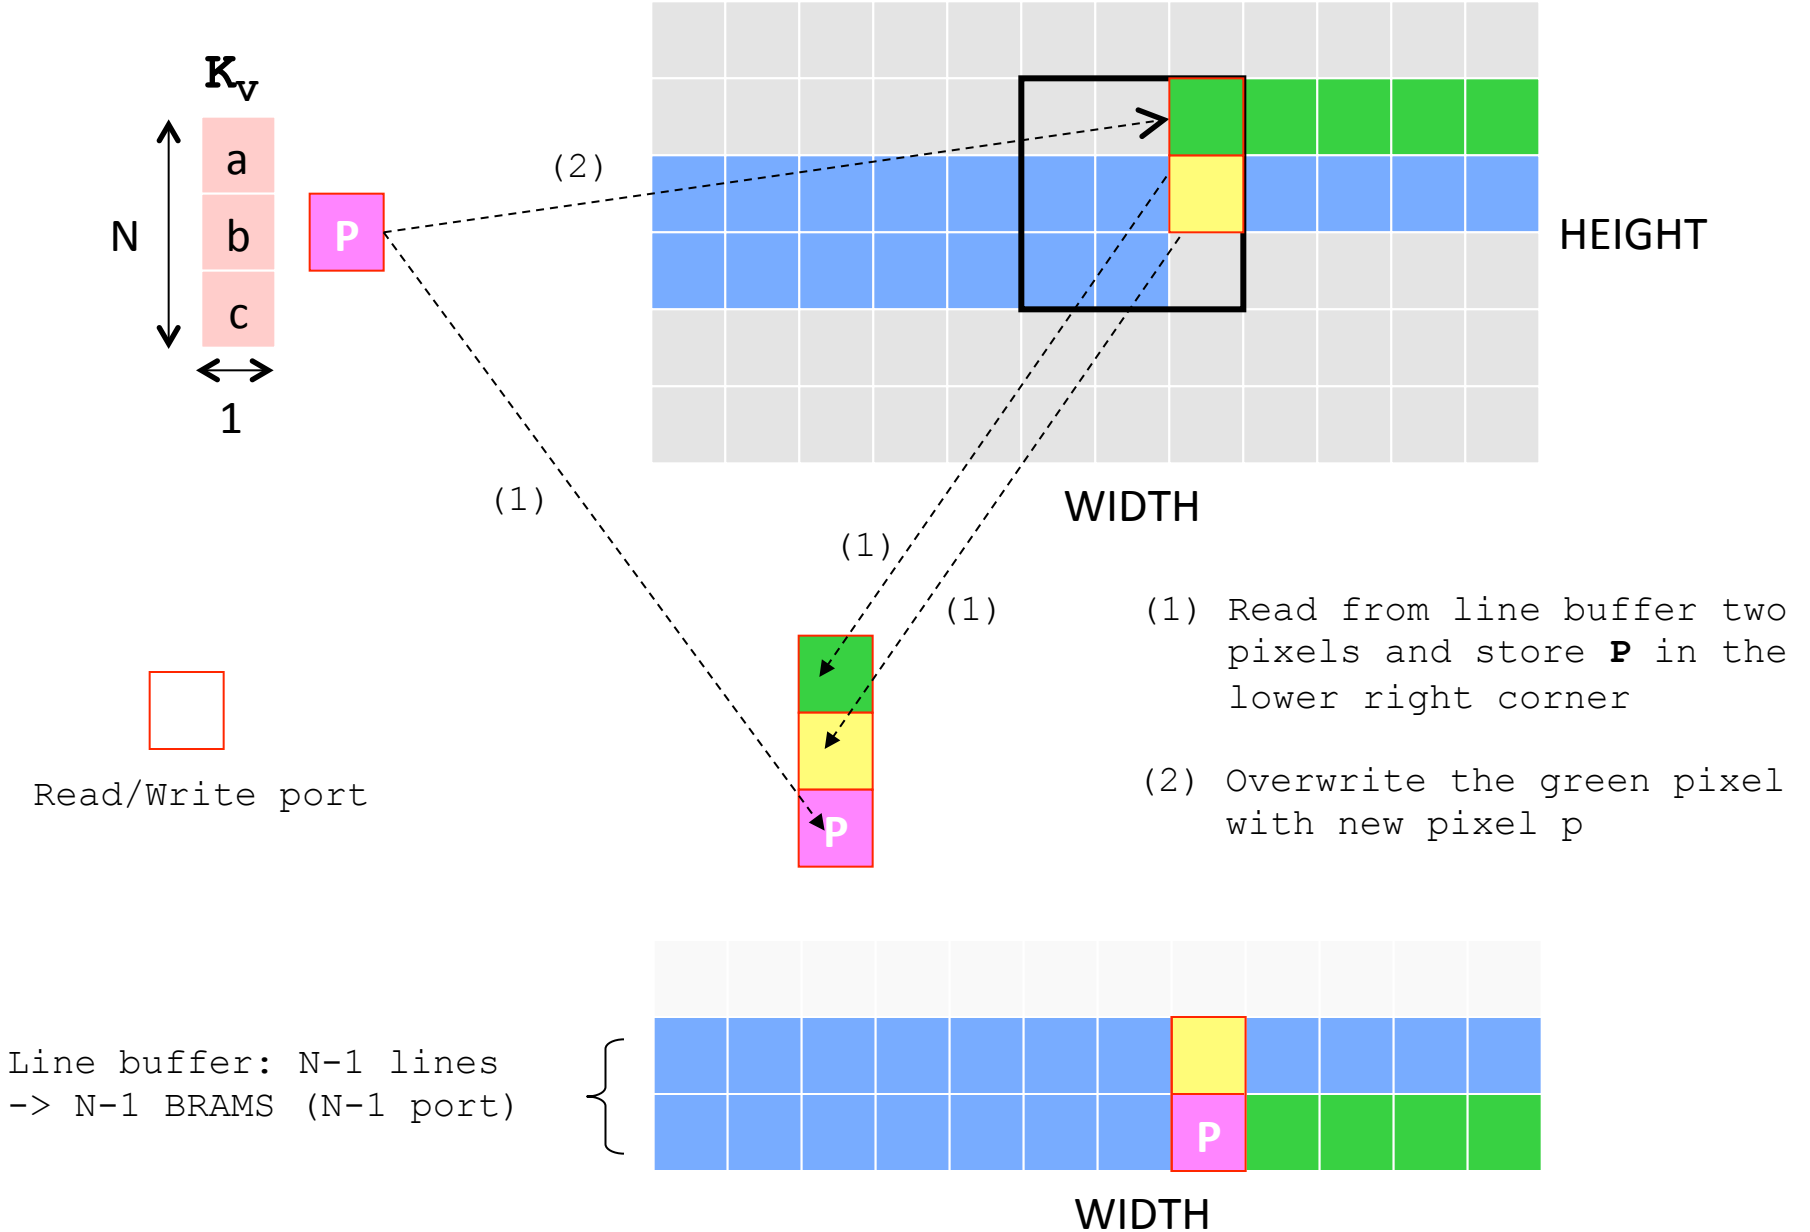 Kv
a
N
b
P
c
1
(2)
HEIGHT
WIDTH
(1)
(1)
(1)
P
Read/Write port
(1) Read from line buffer two
pixels and store P in the
lower right corner
(2) Overwrite the green pixel
with new pixel p
Line buffer: N-1 lines
-> N-1 BRAMS (N-1 port)
P
WIDTH